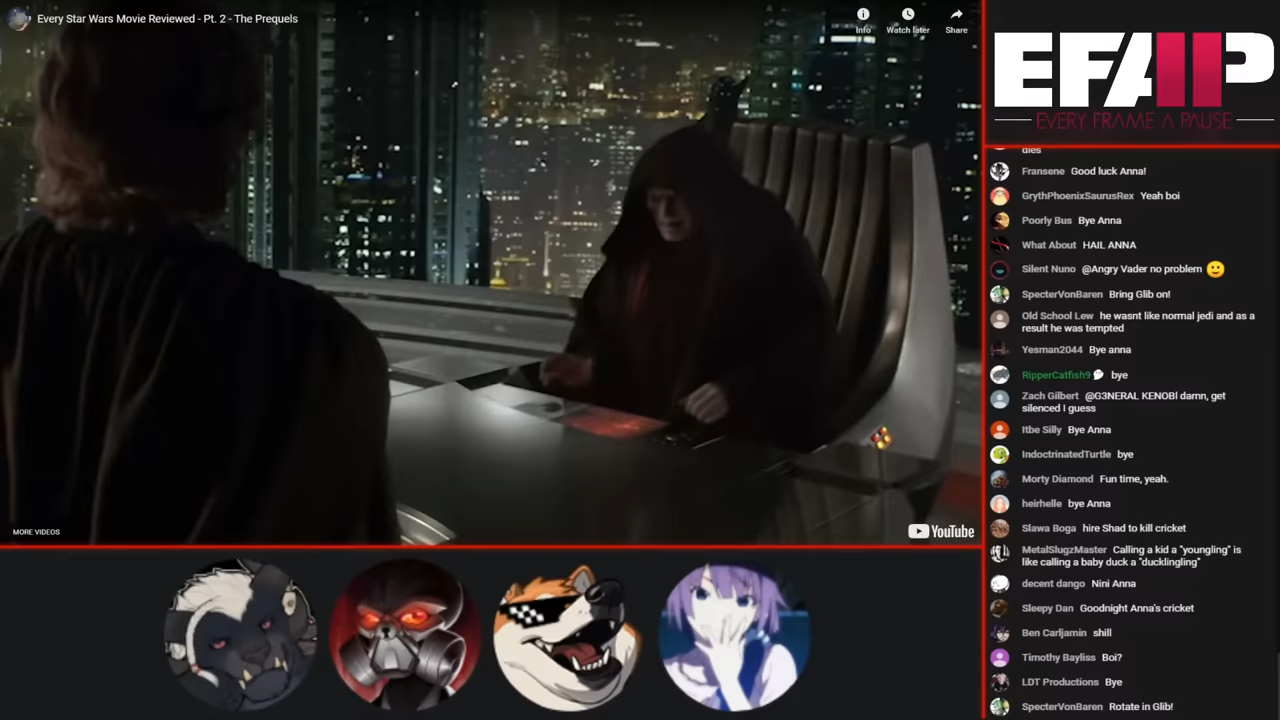 Every Star Wars Movie Reviewed - Pt. 2 - The Prequels
Info
Watch later
Share
MORE VIDEOS
YouTube
EFAP
EVERY FRAME A PAUSE
dies
Fransene Good luck Anna!
GrythPhoenixSaurusRex Yeah boi
Poorly Bus Bye Anna
What About HAIL ANNA
Silent Nuno @Angry Vader no problem
SpecterVonBaren Bring Glib on!
Old School Lew he wasnt like normal jedi and as a
result he was tempted
Yesman2044 Bye anna
RipperCatfish9 bye
Zach Gilbert @G3NERAL KENOBI damn, get
silenced i guess
Itbe Silly Bye Anna
IndoctrinatedTurtle bye
Morty Diamond Fun time, yeah.
heirhelle bye Anna
Slawa Boga hire Shad to kill cricket
MetalSlugzMaster Calling a kid a "youngling" is
like calling a baby duck a "ducklingling"
decent dango Nini Anna
Sleepy Dan Goodnight Anna's cricket
Ben Carljamin shill
Timothy Bayliss Boi?
LDT Productions Bye
SpecterVonBaren Rotate in Glib!